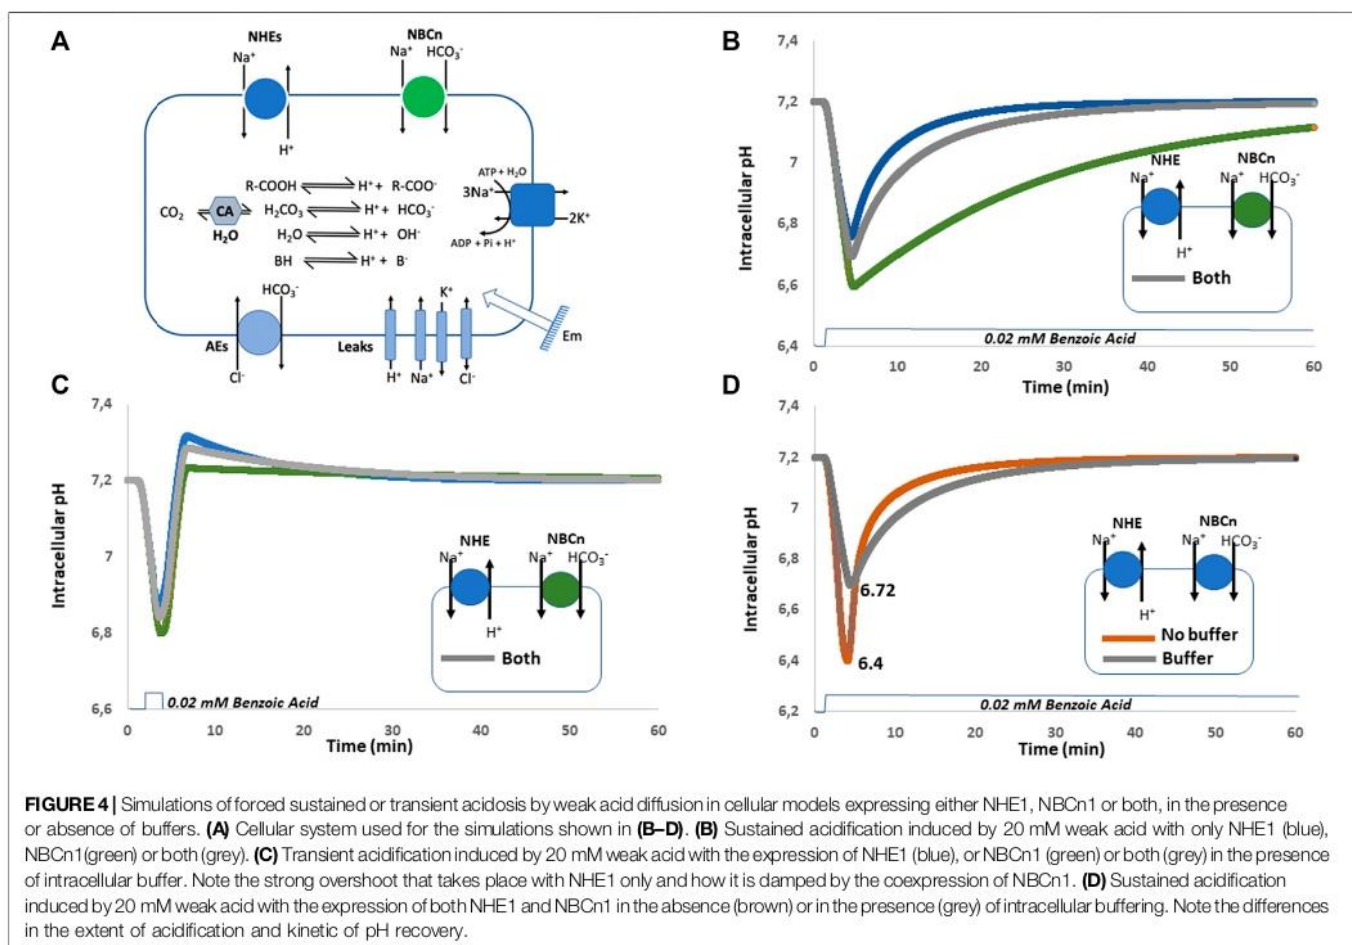 A
NHEs
NBCn
Na⁺
Na⁺ HCO₃⁻
H⁺
R-COOH H⁺ + R-COO⁻
CO₂ CA H₂CO₃ H⁺ + HCO₃⁻
H₂O
H₂O H⁺ + OH⁻
BH H⁺ + B⁻
ATP + H₂O
3Na⁺
2K⁺
ADP + Pi + H⁺
HCO₃⁻
K⁺
AEs
Leaks
Em
Cl⁻
H⁺ Na⁺ Cl⁻
B
7,4
7,2
7
6,8
6,6
6,4
Intracellular pH
NHE
NBCn
Na⁺
Na⁺ HCO₃⁻
H⁺
Both
0.02 mM Benzoic Acid
0 10 20 30 40 50 60
Time (min)
C
7,4
7,2
7
6,8
6,6
Intracellular pH
NHE
NBCn
Na⁺
Na⁺ HCO₃⁻
H⁺
Both
0.02 mM Benzoic Acid
0 10 20 30 40 50 60
Time (min)
D
7,4
7,2
7
6,8
6,6
6,4
6,2
Intracellular pH
6.72
6.4
NHE
NBCn
Na⁺
Na⁺ HCO₃⁻
H⁺
No buffer
Buffer
0.02 mM Benzoic Acid
0 10 20 30 40 50 60
Time (min)
FIGURE 4 | Simulations of forced sustained or transient acidosis by weak acid diffusion in cellular models expressing either NHE1, NBCn1 or both, in the presence
or absence of buffers. (A) Cellular system used for the simulations shown in (B–D). (B) Sustained acidification induced by 20 mM weak acid with only NHE1 (blue),
NBCn1(green) or both (grey). (C) Transient acidification induced by 20 mM weak acid with the expression of NHE1 (blue), or NBCn1 (green) or both (grey) in the presence
of intracellular buffer. Note the strong overshoot that takes place with NHE1 only and how it is damped by the coexpression of NBCn1. (D) Sustained acidification
induced by 20 mM weak acid with the expression of both NHE1 and NBCn1 in the absence (brown) or in the presence (grey) of intracellular buffering. Note the differences
in the extent of acidification and kinetic of pH recovery.